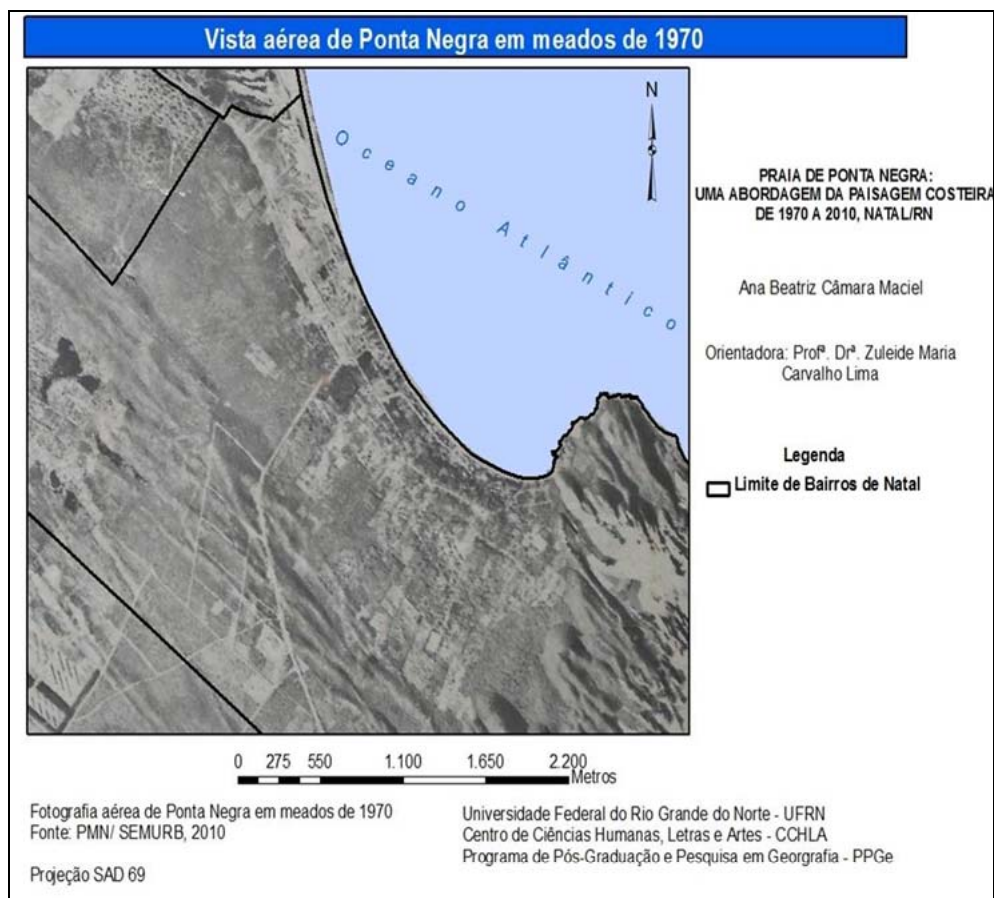 Vista aérea de Ponta Negra em meados de 1970
N
Oceano Atlântico
PRAIA DE PONTA NEGRA:
UMA ABORDAGEM DA PAISAGEM COSTEIRA
DE 1970 A 2010, NATAL/RN
Ana Beatriz Câmara Maciel
Orientadora: Profª. Drª. Zuleide Maria
Carvalho Lima
Legenda
Limite de Bairros de Natal
0 275 550 1.100 1.650 2.200
Metros
Fotografia aérea de Ponta Negra em meados de 1970
Fonte: PMN/ SEMURB, 2010
Projeção SAD 69
Universidade Federal do Rio Grande do Norte - UFRN
Centro de Ciências Humanas, Letras e Artes - CCHLA
Programa de Pós-Graduação e Pesquisa em Georgrafia - PPGe